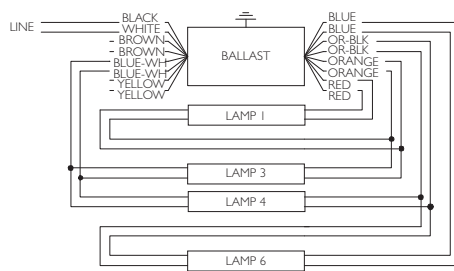 LINE
BLACK
WHITE
BROWN
BROWN
BLUE-WH
BLUE-WH
YELLOW
YELLOW
BALLAST
BLUE
BLUE
OR-BLK
OR-BLK
ORANGE
ORANGE
RED
RED
LAMP 1
LAMP 3
LAMP 4
LAMP 6